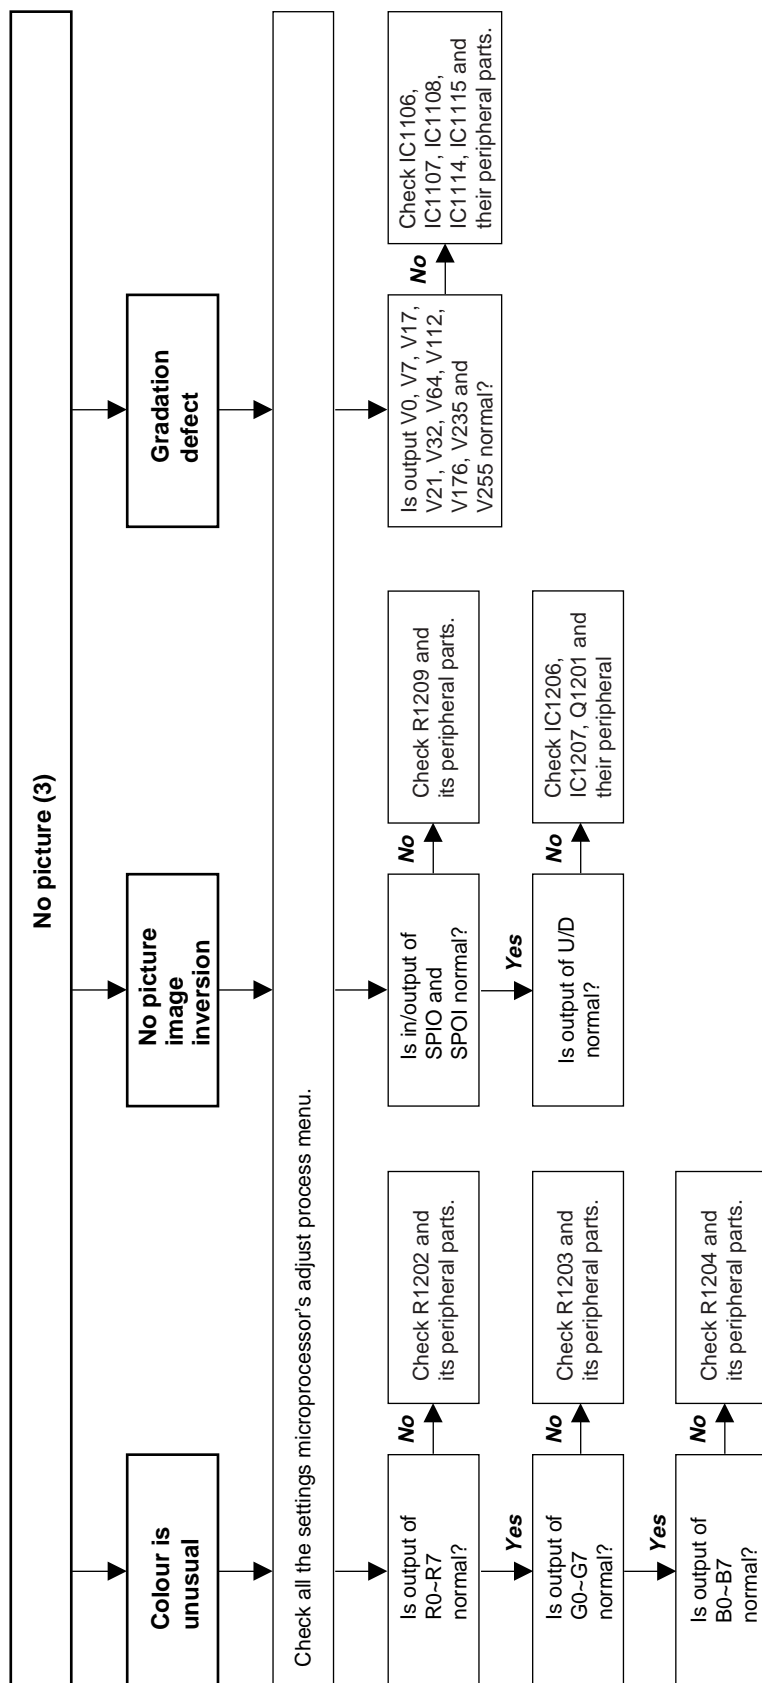 No picture (3)
Colour is
unusual
No picture
image
inversion
Gradation
defect
Check all the settings microprocessor’s adjust process menu.
Is output of
R0~R7
normal?
No
Check R1202 and
its peripheral parts.
Yes
Is output of
G0~G7
normal?
No
Check R1203 and
its peripheral parts.
Yes
Is output of
B0~B7
normal?
No
Check R1204 and
its peripheral parts.
Is in/output of
SPIO and
SPOI normal?
No
Check R1209 and
its peripheral parts.
Yes
Is output of U/D
normal?
No
Check IC1206,
IC1207, Q1201 and
their peripheral
Is output V0, V7, V17,
V21, V32, V64, V112,
V176, V235 and
V255 normal?
No
Check IC1106,
IC1107, IC1108,
IC1114, IC1115 and
their peripheral parts.